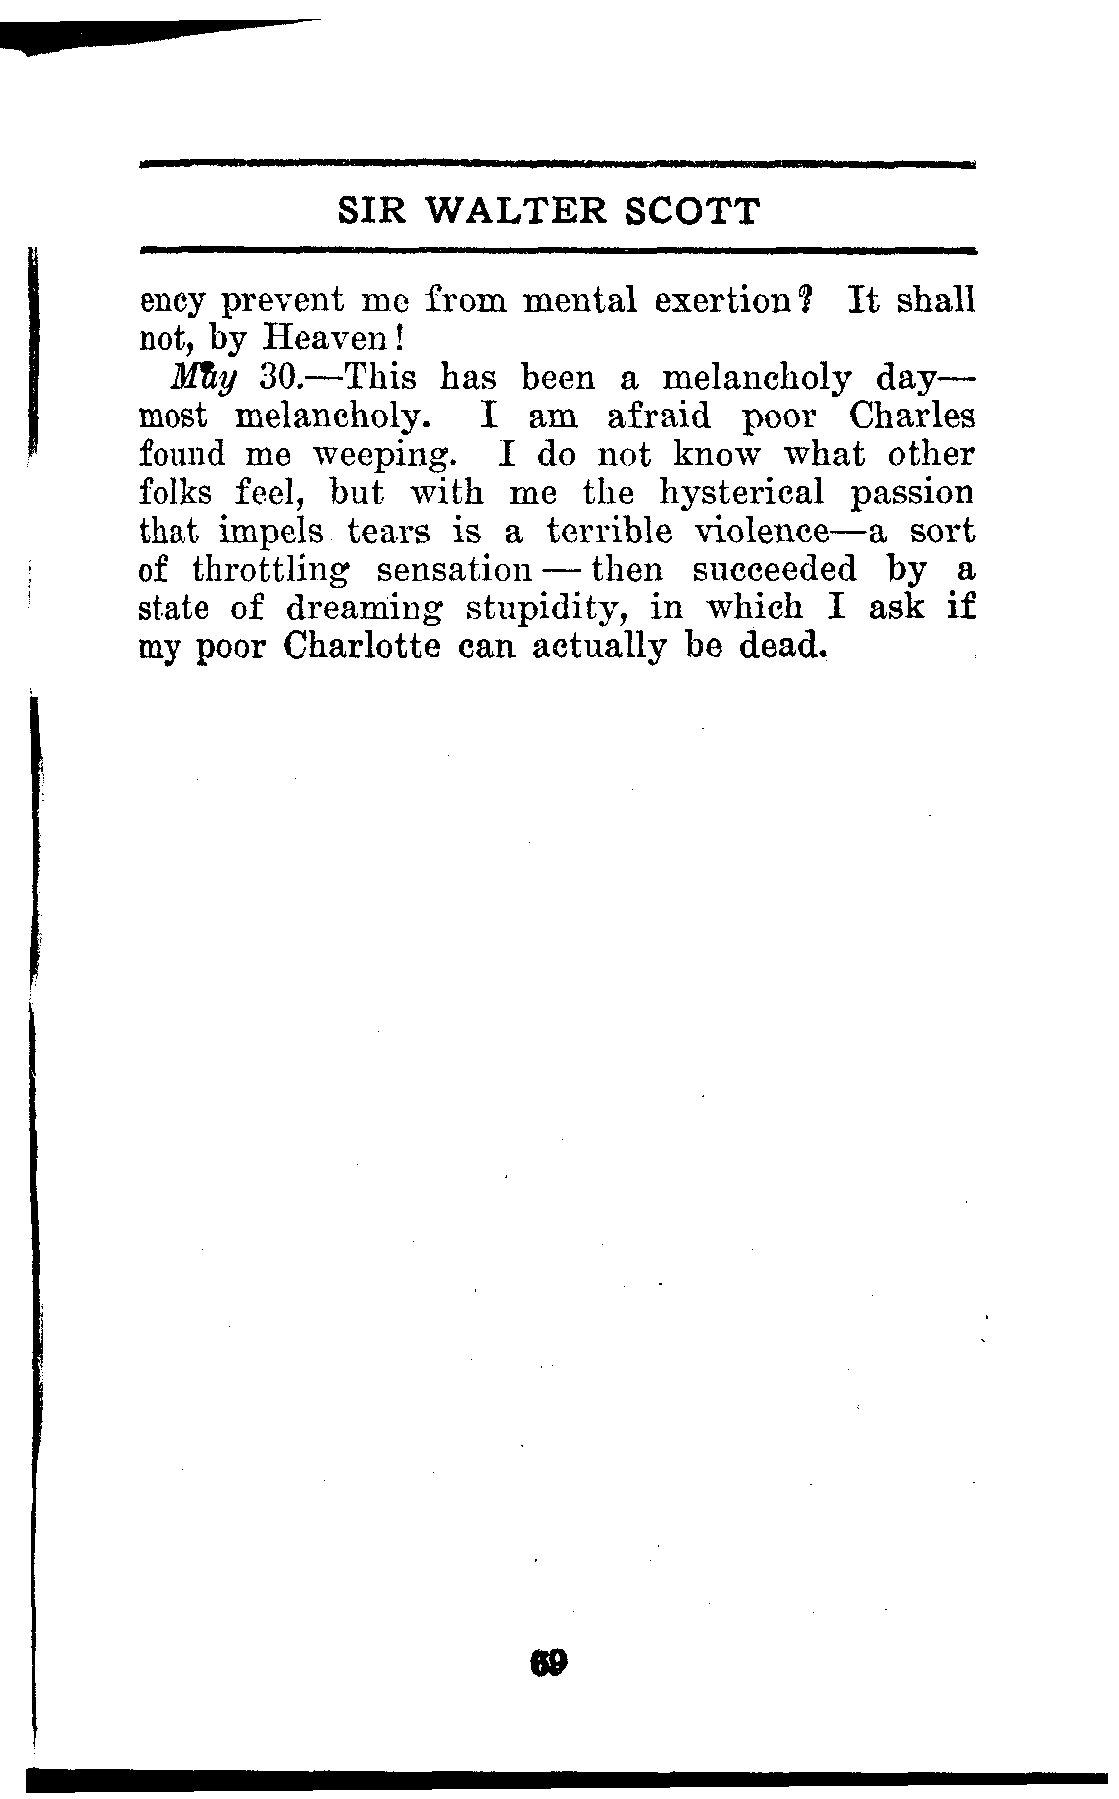 SIR WALTER SCOTT
ency prevent me from mental exertion? It shall
not, by Heaven!
May 30.—This has been a melancholy day—
most melancholy. I am afraid poor Charles
found me weeping. I do not know what other
folks feel, but with me the hysterical passion
that impels tears is a terrible violence—a sort
of throttling sensation — then succeeded by a
state of dreaming stupidity, in which I ask if
my poor Charlotte can actually be dead.
69